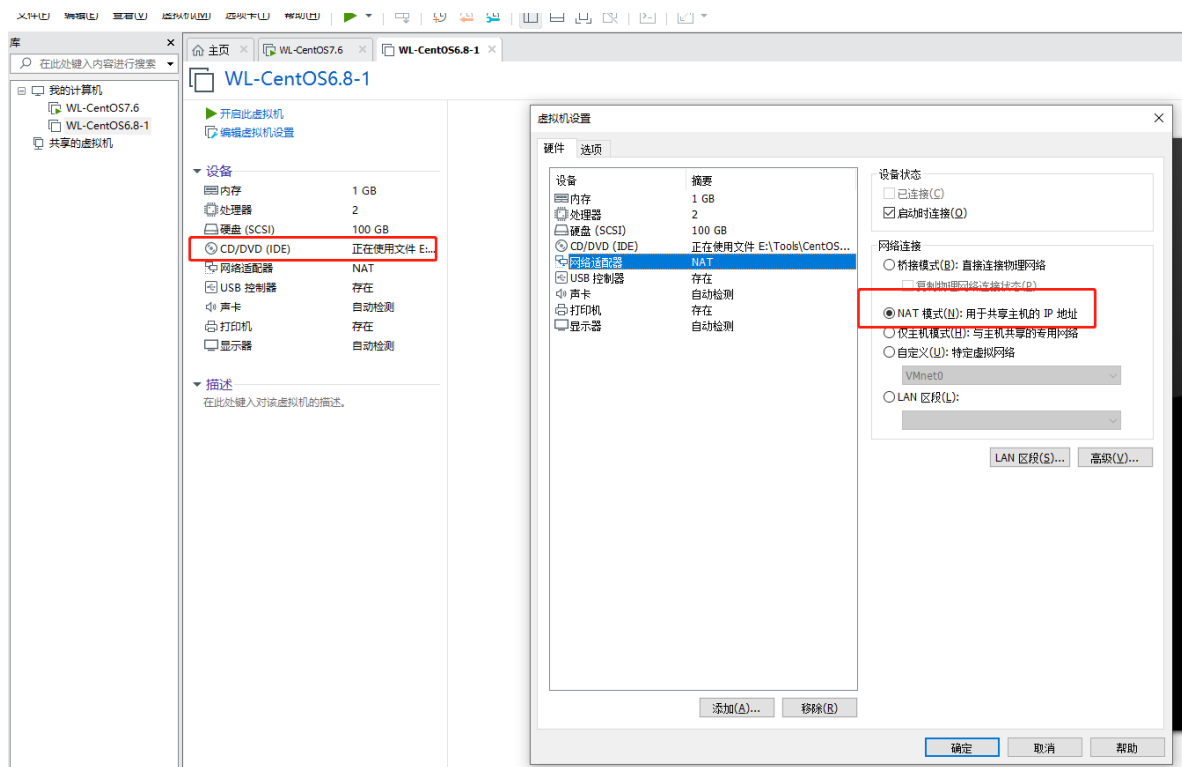 文件(F) 编辑(E) 查看(V) 虚拟机(M) 选项卡(T) 帮助(H)
库
在此处键入内容进行搜索
我的计算机
WL-CentOS7.6
WL-CentOS6.8-1
共享的虚拟机
主页 WL-CentOS7.6 WL-CentOS6.8-1
WL-CentOS6.8-1
开启此虚拟机
编辑虚拟机设置
设备
内存 1 GB
处理器 2
硬盘 (SCSI) 100 GB
CD/DVD (IDE) 正在使用文件 E:...
网络适配器 NAT
USB 控制器 存在
声卡 自动检测
打印机 存在
显示器 自动检测
描述
在此处键入对该虚拟机的描述。
虚拟机设置
硬件 选项
设备 摘要
内存 1 GB
处理器 2
硬盘 (SCSI) 100 GB
CD/DVD (IDE) 正在使用文件 E:\Tools\CentOS...
网络适配器 NAT
USB 控制器 存在
声卡 自动检测
打印机 存在
显示器 自动检测
添加(A)... 移除(R)
设备状态
已连接(C)
启动时连接(O)
网络连接
桥接模式(B): 直接连接物理网络
复制物理网络连接状态(P)
NAT 模式(N): 用于共享主机的 IP 地址
仅主机模式(H): 与主机共享的专用网络
自定义(U): 特定虚拟网络
VMnet0
LAN 区段(L):
LAN 区段(S)... 高级(V)...
确定 取消 帮助